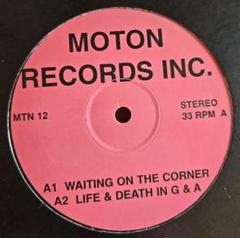 MOTON
RECORDS INC.
MTN 12
STEREO
33 RPM A
A1 WAITING ON THE CORNER
A2 LIFE & DEATH IN G & A